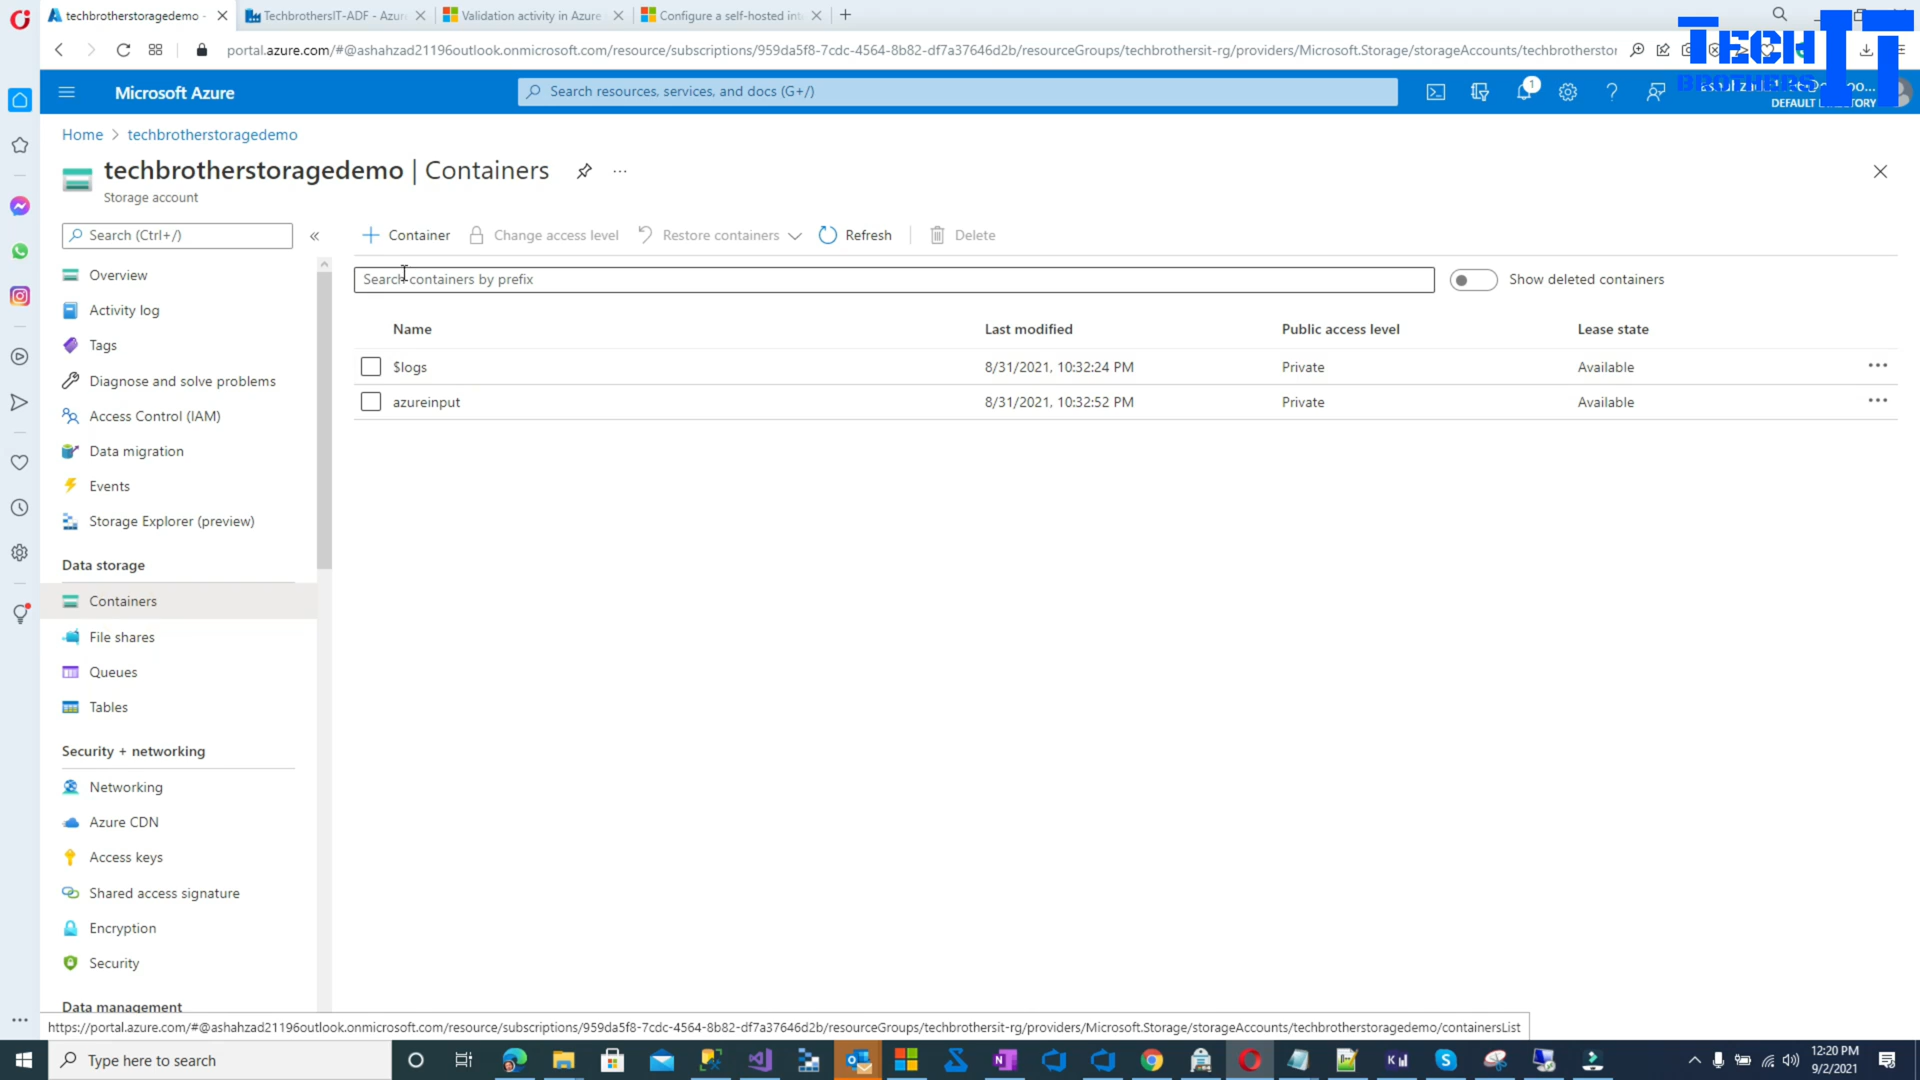 techbrotherstoragedemo -
TechbrothersIT-ADF - Azure
Validation activity in Azure
Configure a self-hosted int
portal.azure.com/#@ashahzad21196outlook.onmicrosoft.com/resource/subscriptions/959da5f8-7cdc-4564-8b82-df7a37646d2b/resourceGroups/techbrothersit-rg/providers/Microsoft.Storage/storageAccounts/techbrotherstor
TECH IT
BROTHERS
Microsoft Azure
Search resources, services, and docs (G+/)
1
DEFAULT DIRECTORY
Home > techbrotherstoragedemo
techbrotherstoragedemo | Containers
Storage account
Search (Ctrl+/)
Container
Change access level
Restore containers
Refresh
Delete
Search containers by prefix
Show deleted containers
Name Last modified Public access level Lease state
$logs 8/31/2021, 10:32:24 PM Private Available
azureinput 8/31/2021, 10:32:52 PM Private Available
Overview
Activity log
Tags
Diagnose and solve problems
Access Control (IAM)
Data migration
Events
Storage Explorer (preview)
Data storage
Containers
File shares
Queues
Tables
Security + networking
Networking
Azure CDN
Access keys
Shared access signature
Encryption
Security
Data management
https://portal.azure.com/#@ashahzad21196outlook.onmicrosoft.com/resource/subscriptions/959da5f8-7cdc-4564-8b82-df7a37646d2b/resourceGroups/techbrothersit-rg/providers/Microsoft.Storage/storageAccounts/techbrotherstoragedemo/containersList
Type here to search
12:20 PM
9/2/2021